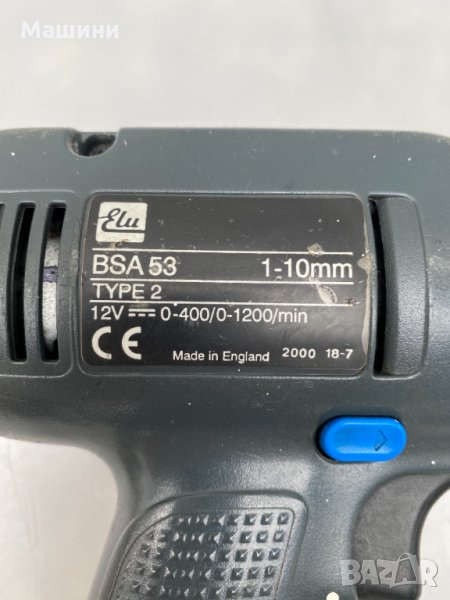 Машини
Elu
BSA 53 1-10mm
TYPE 2
12V ⎓ 0-400/0-1200/min
CE Made in England 2000 18-7
BAZAR